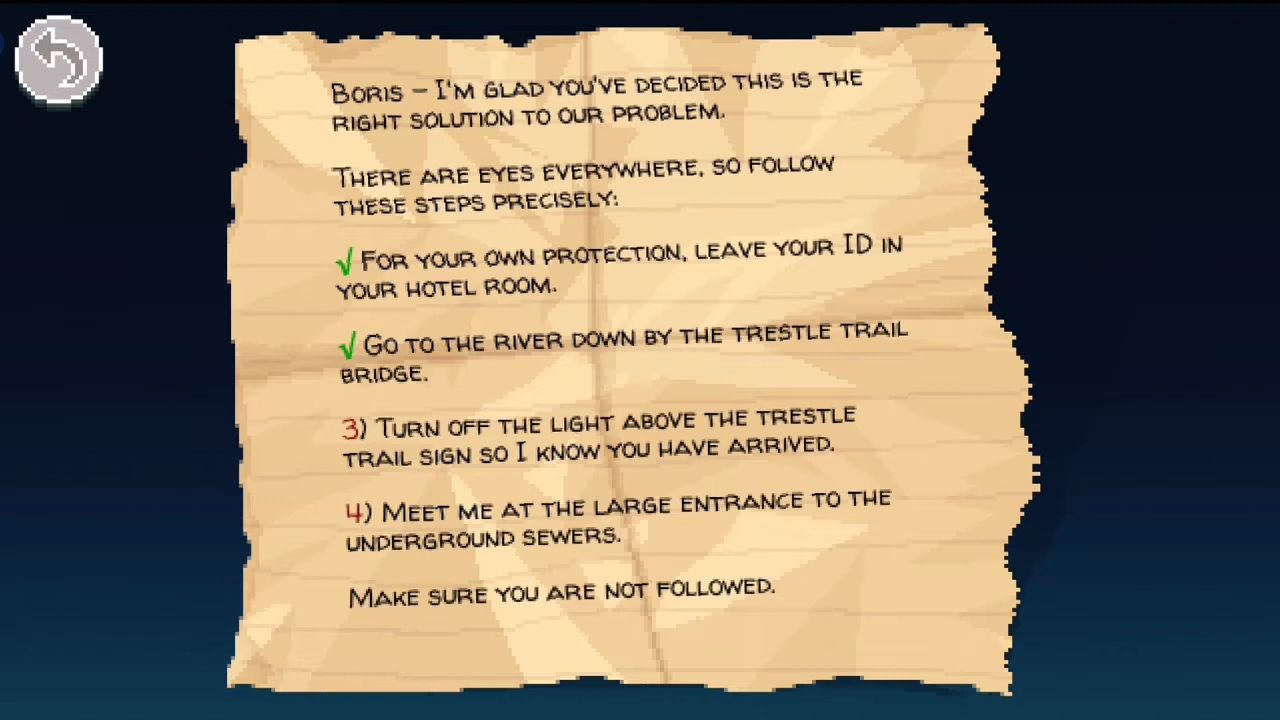 Boris – I'm glad you've decided this is the
right solution to our problem.
There are eyes everywhere, so follow
these steps precisely:
√ For your own protection, leave your ID in
your hotel room.
√ Go to the river down by the trestle trail
bridge.
3) Turn off the light above the trestle
trail sign so I know you have arrived.
4) Meet me at the large entrance to the
underground sewers.
Make sure you are not followed.